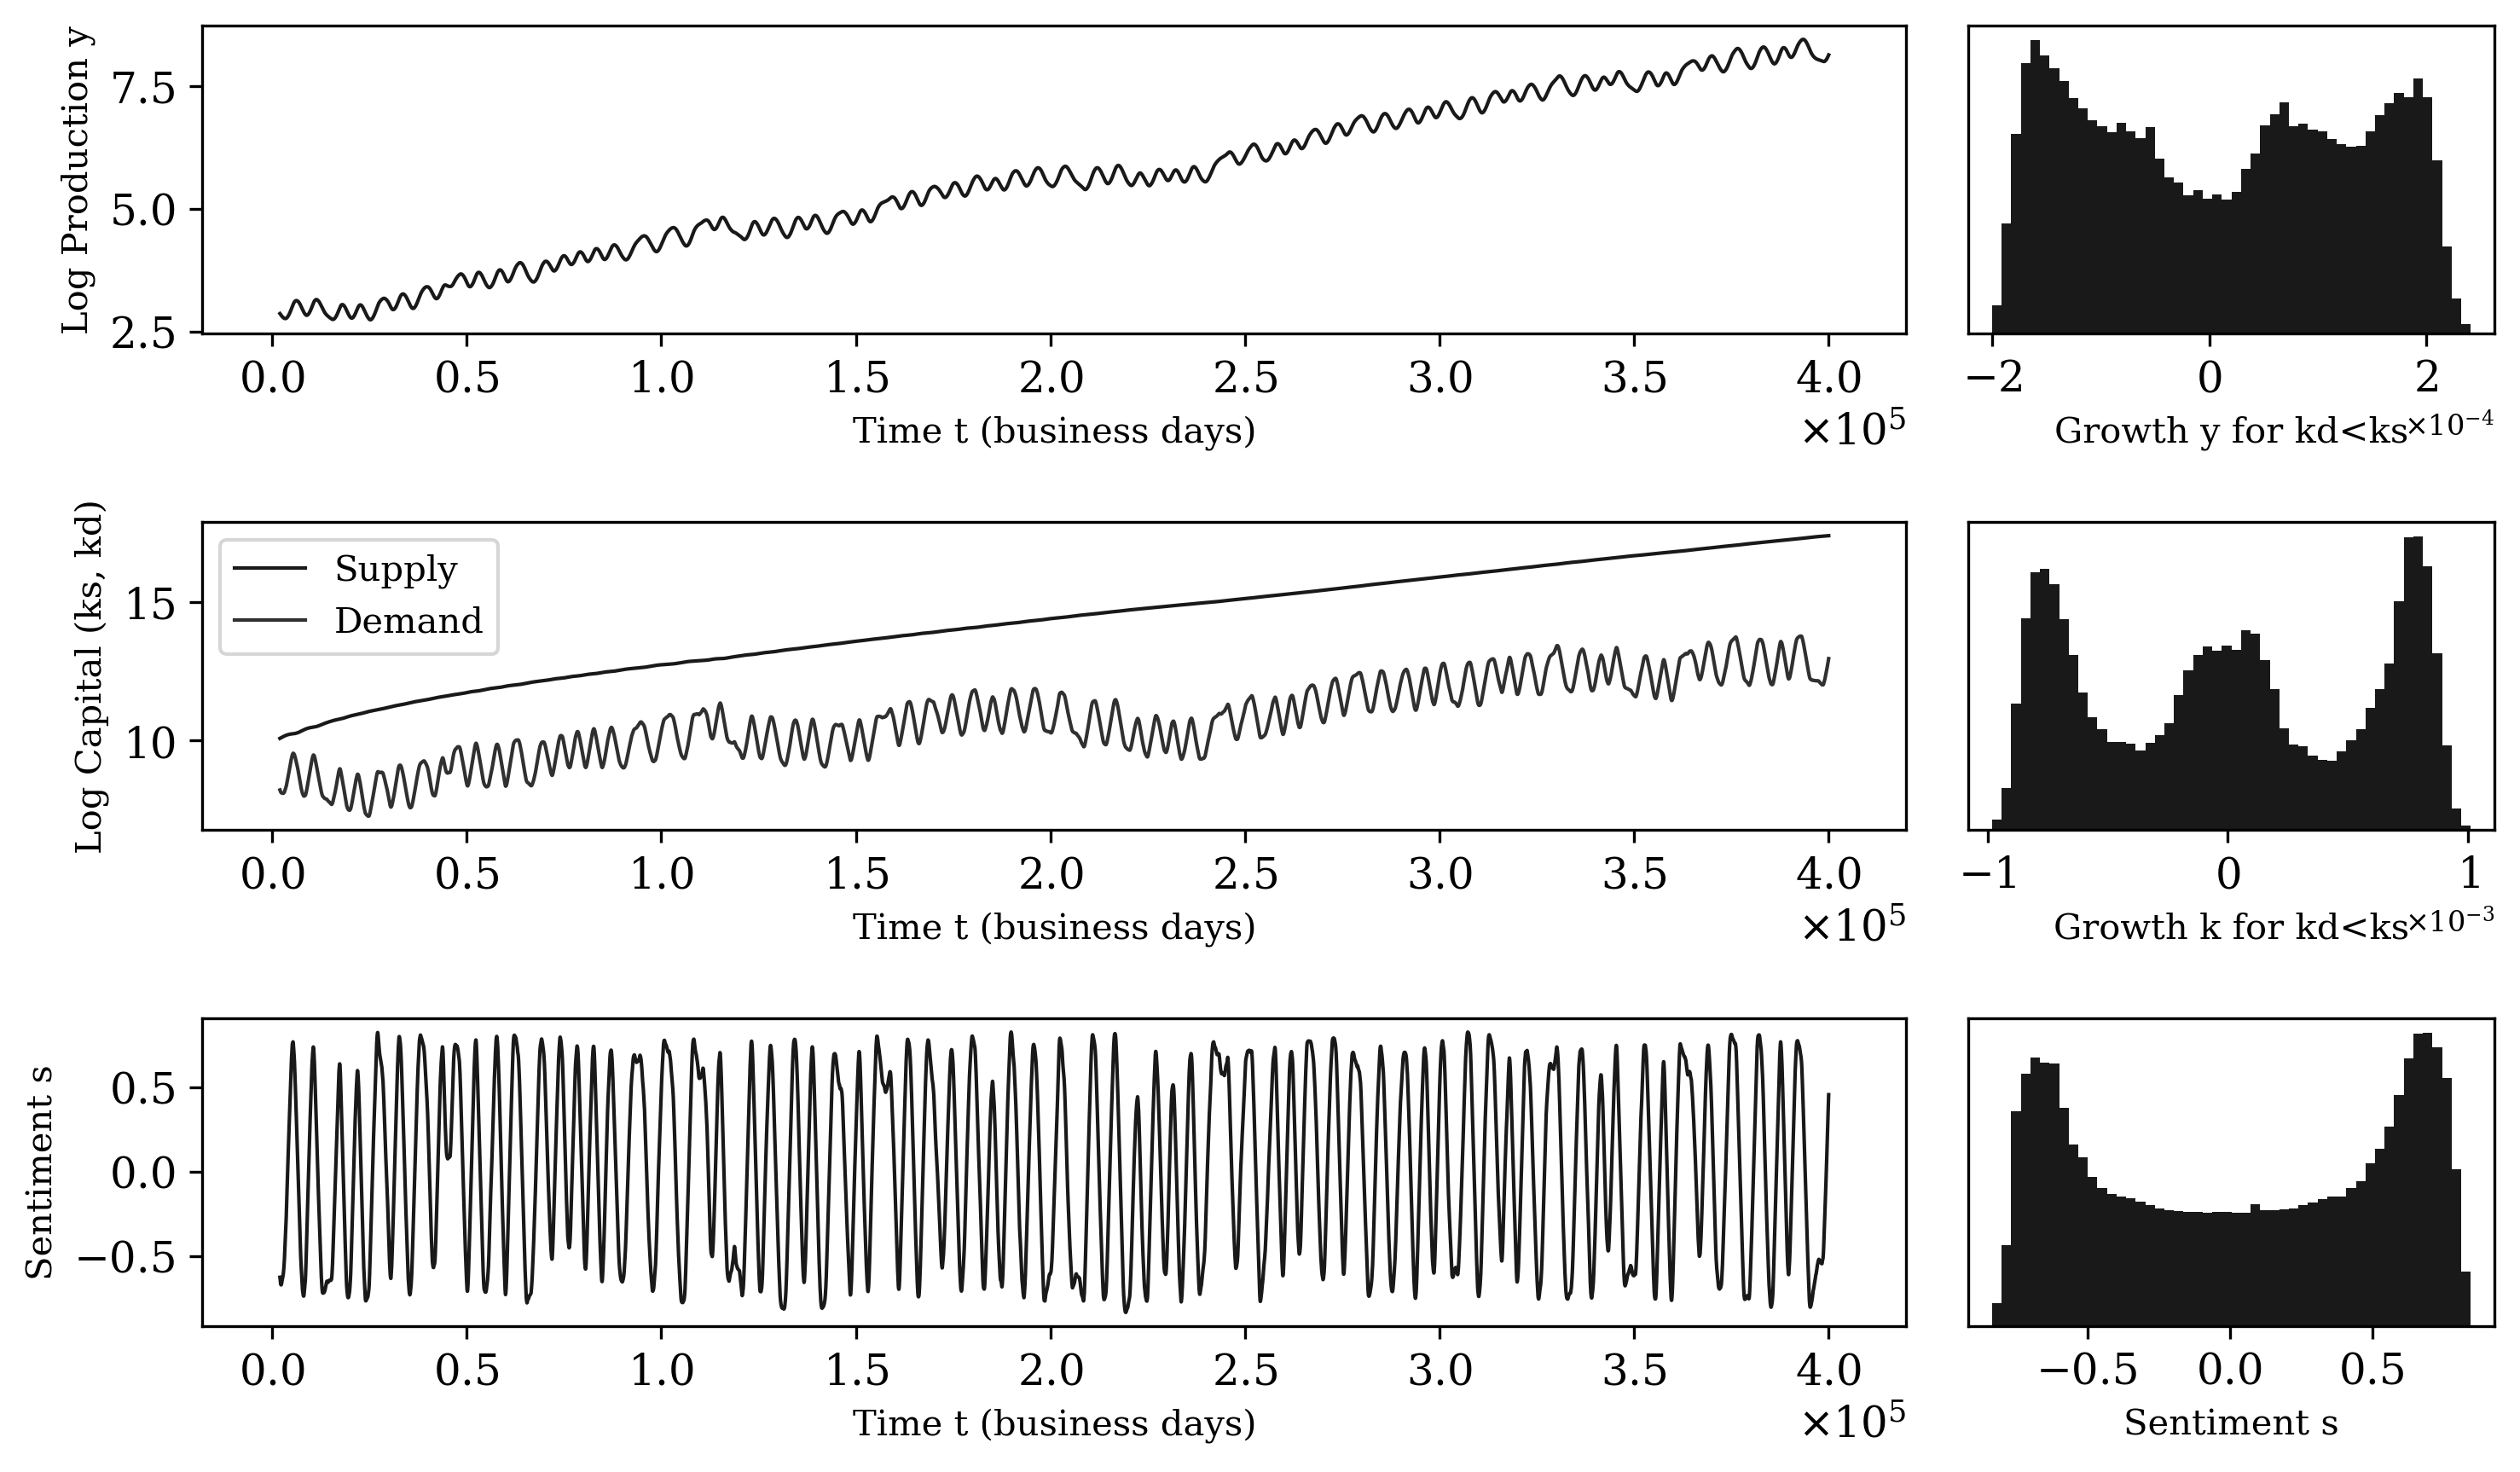 Log Production y
7.5
5.0
2.5
0.0 0.5 1.0 1.5 2.0 2.5 3.0 3.5 4.0
Time t (business days)
×10⁵
−2 0 2
Growth y for kd<ks
×10⁻⁴
Log Capital (ks, kd)
15
10
Supply
Demand
0.0 0.5 1.0 1.5 2.0 2.5 3.0 3.5 4.0
Time t (business days)
×10⁵
−1 0 1
Growth k for kd<ks
×10⁻³
Sentiment s
0.5
0.0
−0.5
0.0 0.5 1.0 1.5 2.0 2.5 3.0 3.5 4.0
Time t (business days)
×10⁵
−0.5 0.0 0.5
Sentiment s